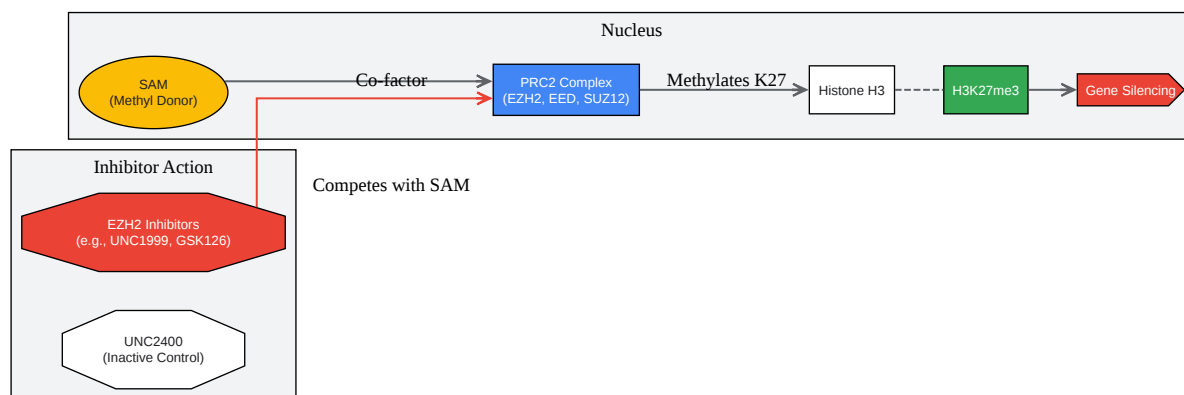 Nucleus
SAM
(Methyl Donor)
Co-factor
PRC2 Complex
(EZH2, EED, SUZ12)
Methylates K27
Histone H3
H3K27me3
Gene Silencing
Inhibitor Action
Competes with SAM
EZH2 Inhibitors
(e.g., UNC1999, GSK126)
UNC2400
(Inactive Control)